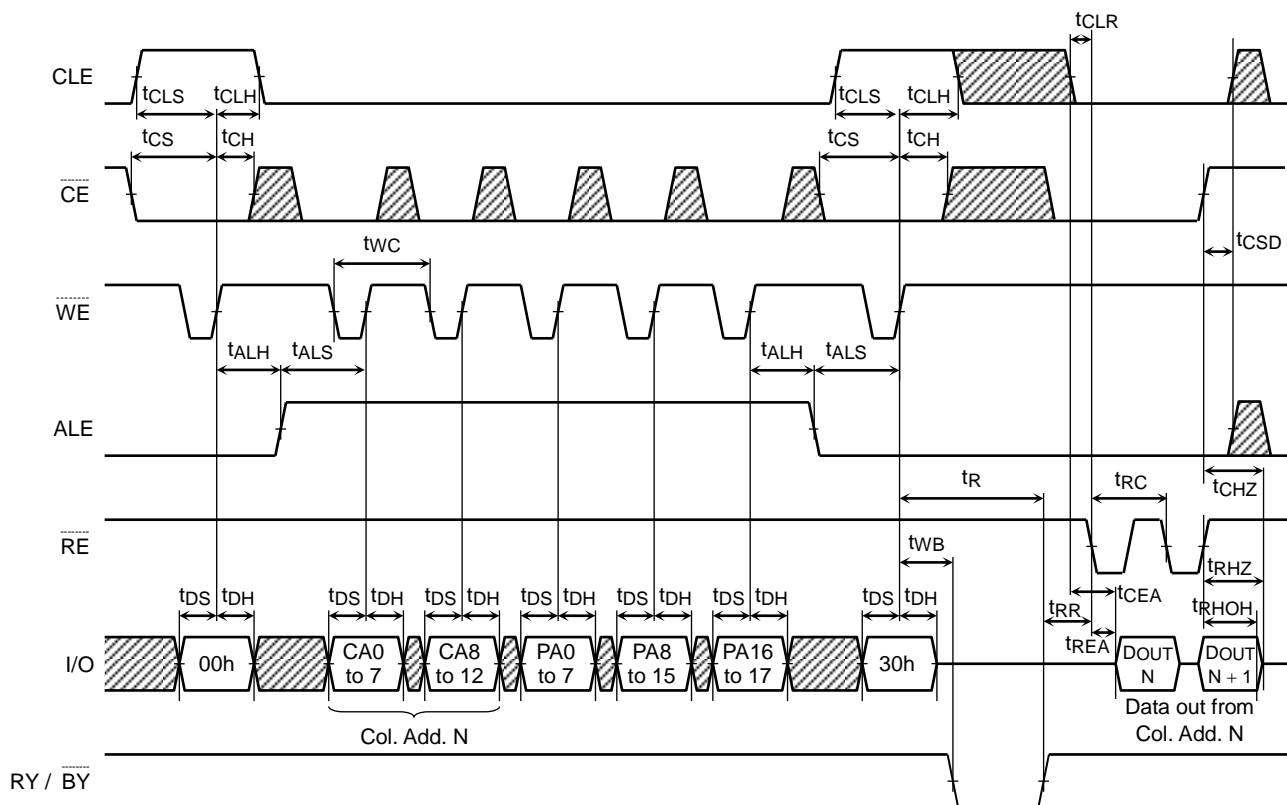 tCLR
CLE
tCLS tCLH tCLS tCLH
tCS tCH tCS tCH
CE
tWC tCSD
WE
tALH tALS tALH tALS
ALE
tR tRC tCHZ
RE
tWB tRHZ
tDS tDH tDS tDH tDS tDH tDS tDH tDS tDH tDS tDH tDS tDH tCEA
tRR tRHOH
tREA
I/O 00h CA0 to 7 CA8 to 12 PA0 to 7 PA8 to 15 PA16 to 17 30h DOUT N DOUT N + 1
Data out from
Col. Add. N Col. Add. N
RY / BY